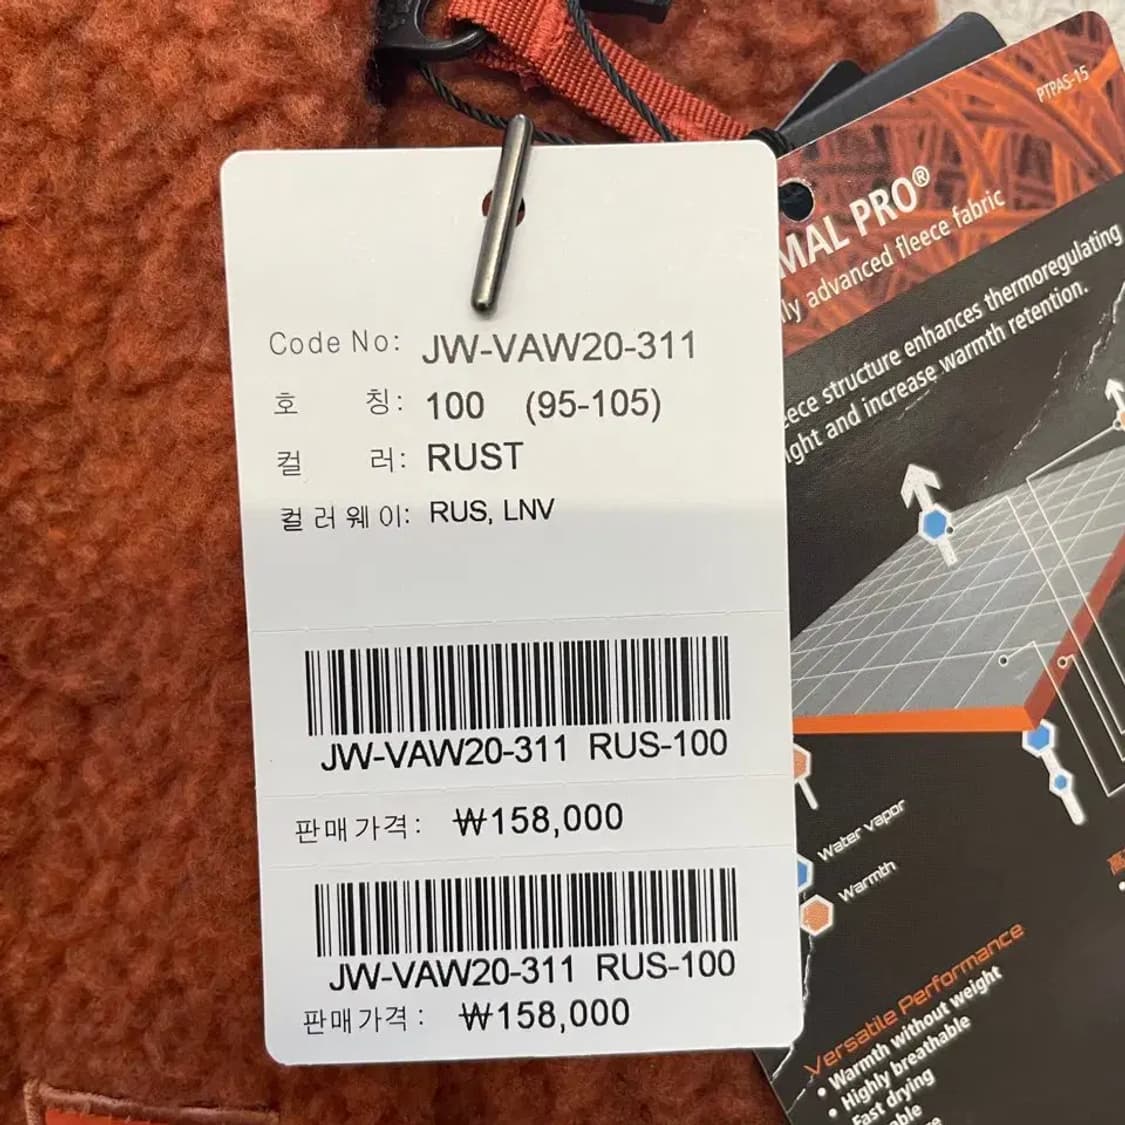 Code No: JW-VAW20-311
호 칭: 100 (95-105)
컬 러: RUST
컬러웨이: RUS, LNV
JW-VAW20-311 RUS-100
판매가격: ₩158,000
JW-VAW20-311 RUS-100
판매가격: ₩158,000
PTPAS-15
MAL PRO®
advanced fleece fabric
structure enhances thermoregulating
and increase warmth retention.
Water vapor
Warmth
Versatile Performance
• Warmth without weight
• Highly breathable
Fast drying